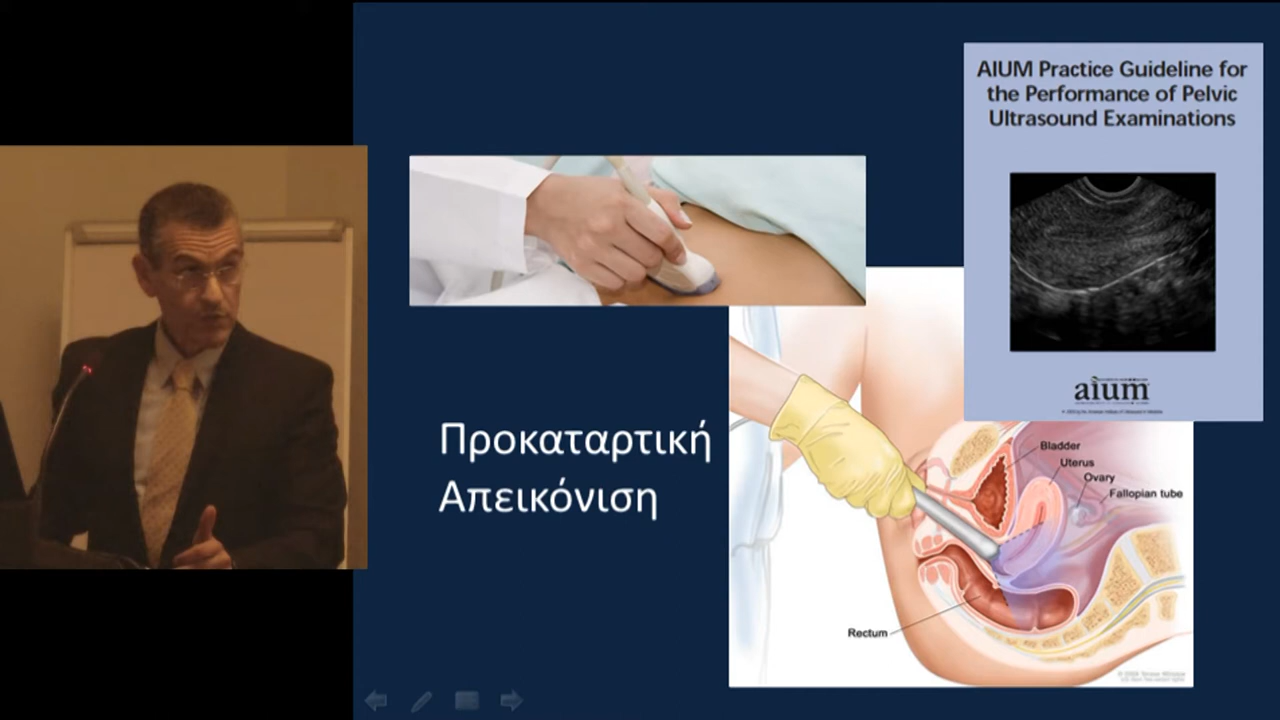 AIUM Practice Guideline for
the Performance of Pelvic
Ultrasound Examinations
aium
Προκαταρτική
Απεικόνιση
Bladder
Uterus
Ovary
Fallopian tube
Rectum